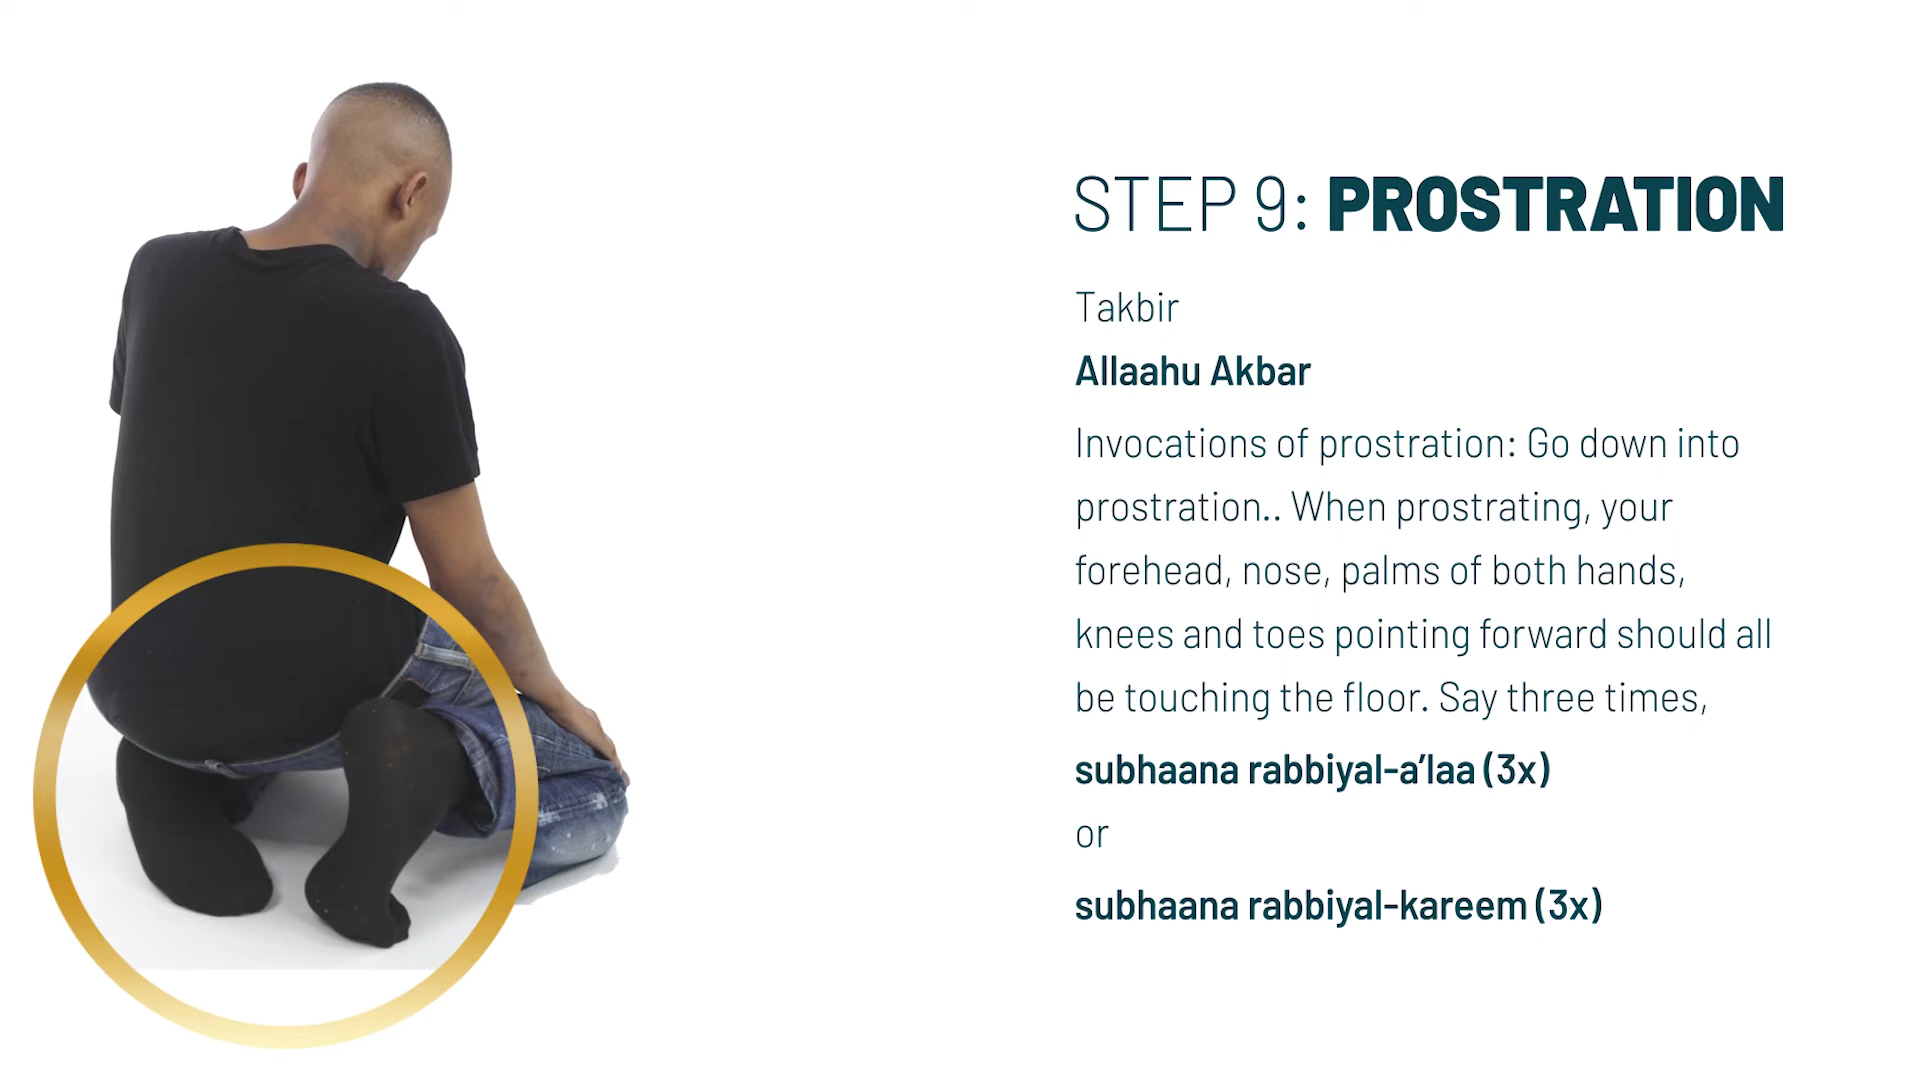 STEP 9: PROSTRATION
Takbir
Allaahu Akbar
Invocations of prostration: Go down into
prostration.. When prostrating, your
forehead, nose, palms of both hands,
knees and toes pointing forward should all
be touching the floor. Say three times,
subhaana rabbiyal-a’laa (3x)
or
subhaana rabbiyal-kareem (3x)